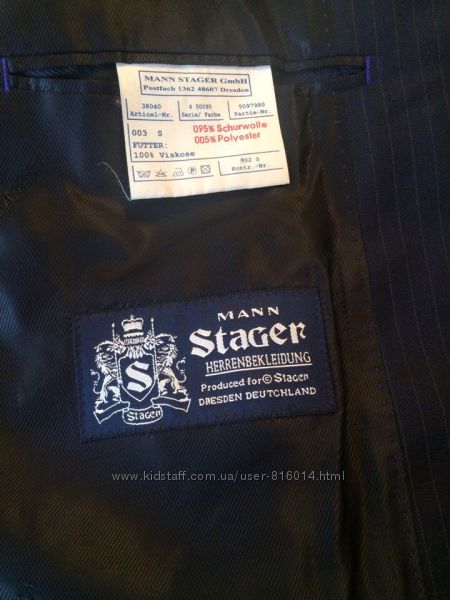 MANN STAGER GmbH
Postfach 1362 48607 Dresden
38040 4 50090 5097980
Articel-Nr. Serie/ Farbe Partie-Nr.
003 S 095% Schurwolle
FUTTER: 005% Polyester
100% Viskose
902 S
Kontr.-Nr.
MANN
Stager
HERRENBEKLEIDUNG
Produced for © Stager
DRESDEN DEUTCHLAND
S
Stager
www.kidstaff.com.ua/user-816014.html